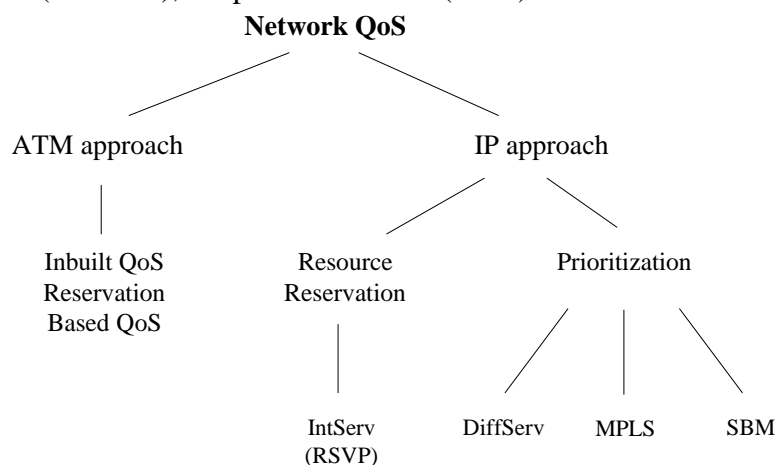 Network QoS
ATM approach IP approach
Inbuilt QoS Resource Prioritization
Reservation Reservation
Based QoS
IntServ DiffServ MPLS SBM
(RSVP)